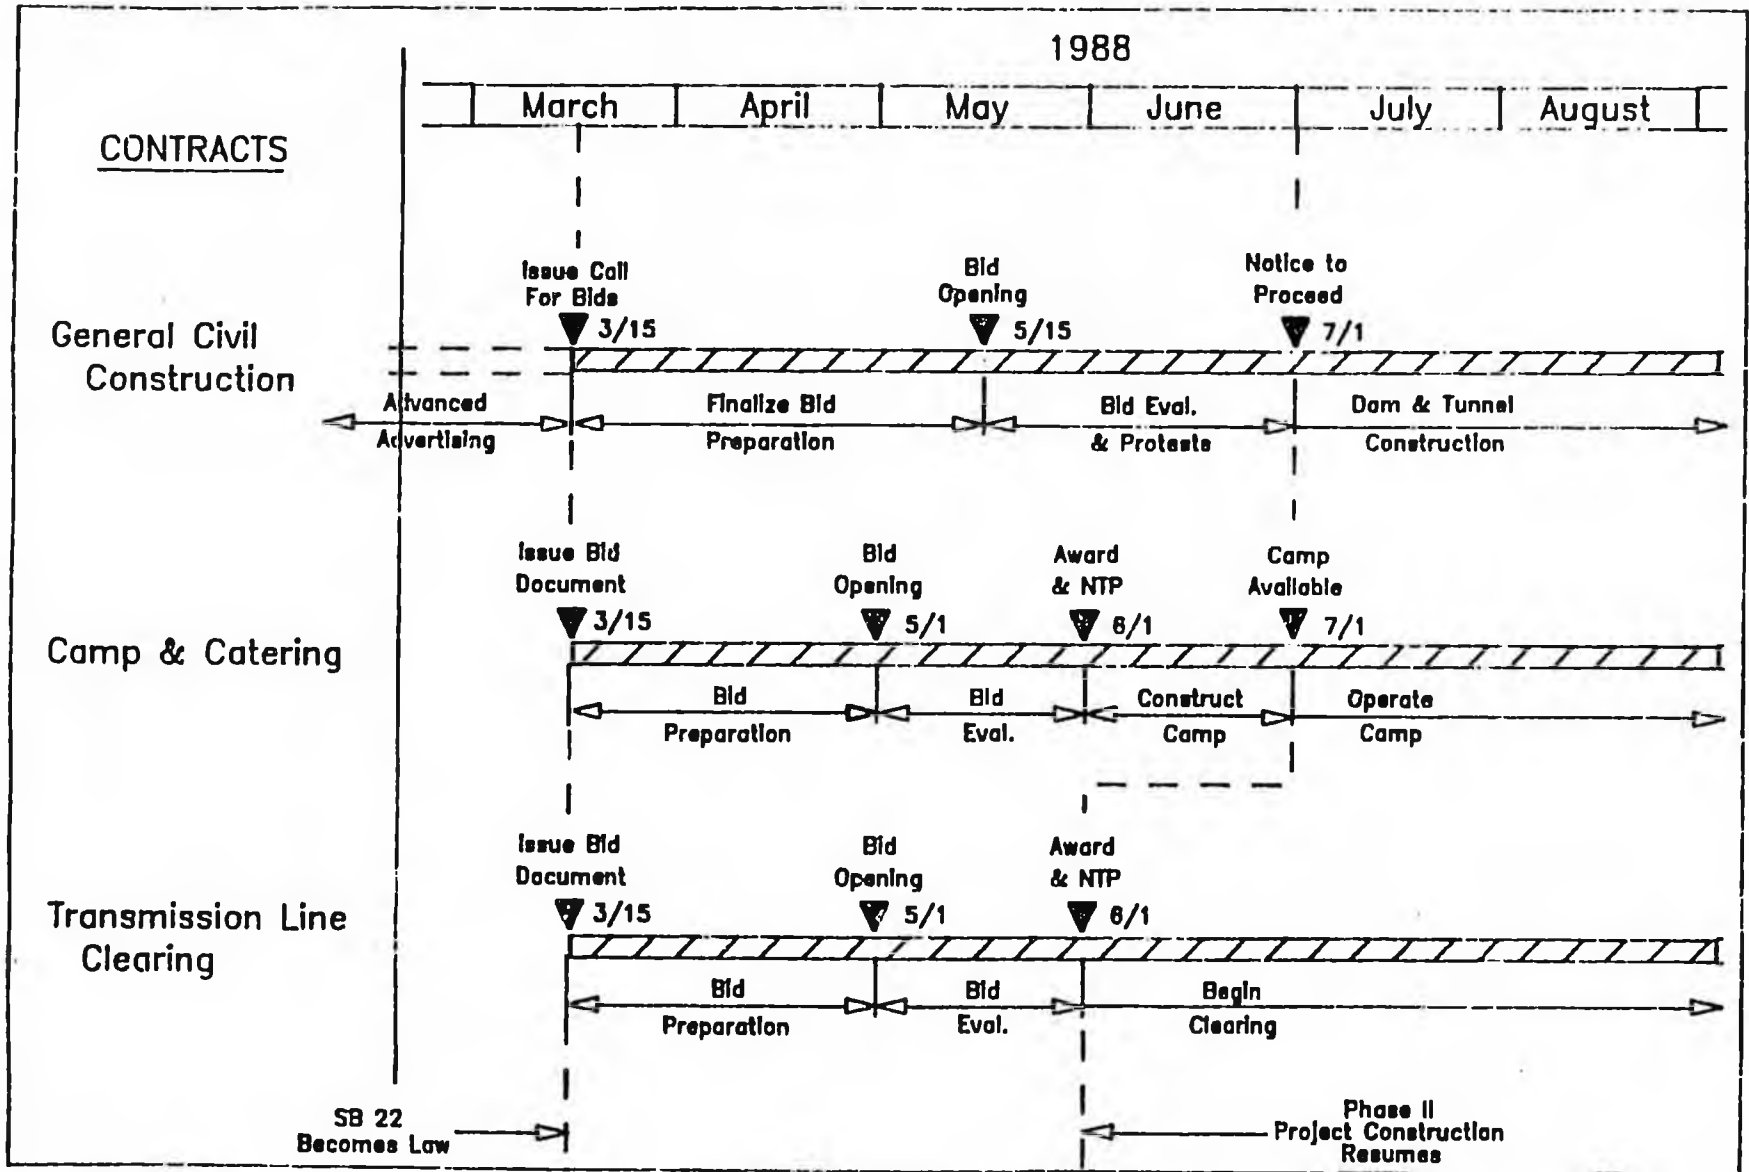 1988
March April May June July August
CONTRACTS
Issue Call
For Bids
3/15
Bid
Opening
5/15
Notice to
Proceed
7/1
General Civil
Construction
Advanced
Advertising
Finalize Bid
Preparation
Bid Eval.
& Protests
Dam & Tunnel
Construction
Issue Bid
Document
3/15
Bid
Opening
5/1
Award
& NTP
6/1
Camp
Available
7/1
Camp & Catering
Bid
Preparation
Bid
Eval.
Construct
Camp
Operate
Camp
Issue Bid
Document
3/15
Bid
Opening
5/1
Award
& NTP
6/1
Transmission Line
Clearing
Bid
Preparation
Bid
Eval.
Begin
Clearing
SB 22
Becomes Law
Phase II
Project Construction
Resumes